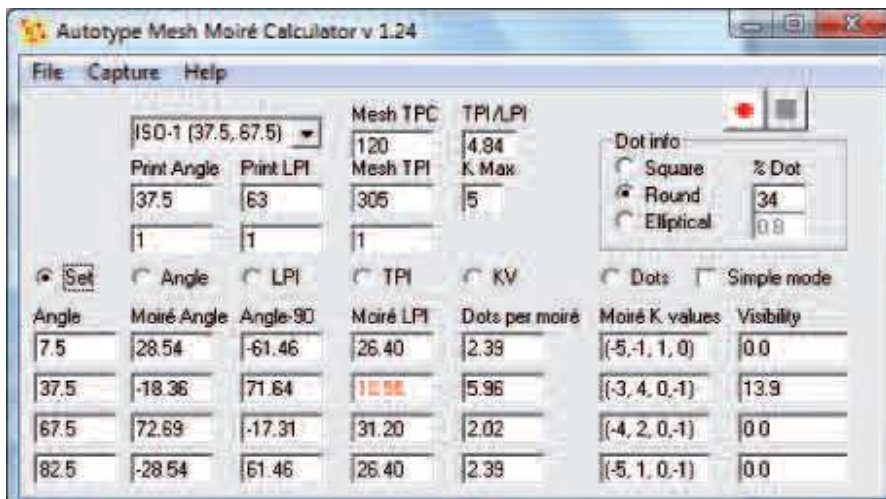 Autotype Mesh Moiré Calculator v 1.24
File Capture Help
Mesh TPC TPI/LPI
ISO-1 (37.5, 67.5) 120 4.84
Dot info
Print Angle Print LPI Mesh TPI K Max Square % Dot
37.5 63 305 5 Round 34
Elliptical 0.8
1 1 1
Set Angle LPI TPI KV Dots Simple mode
Angle Moiré Angle Angle-90 Moiré LPI Dots per moiré Moiré K values Visibility
7.5 28.54 -61.46 26.40 2.39 (-5,-1, 1, 0) 0.0
37.5 -18.36 71.64 5.96 (-3, 4, 0,-1) 13.9
67.5 72.69 -17.31 31.20 2.02 (-4, 2, 0,-1) 0.0
82.5 -28.54 61.46 26.40 2.39 (-5, 1, 0,-1) 0.0